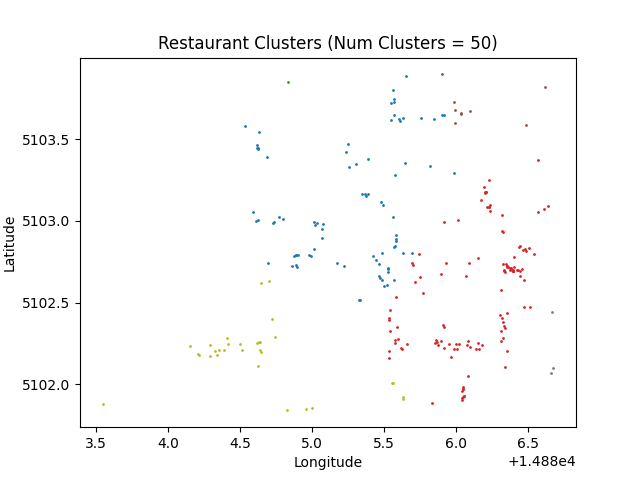 Restaurant Clusters (Num Clusters = 50)
5103.5
5103.0
5102.5
5102.0
Latitude
3.5 4.0 4.5 5.0 5.5 6.0 6.5
Longitude
+1.488e4